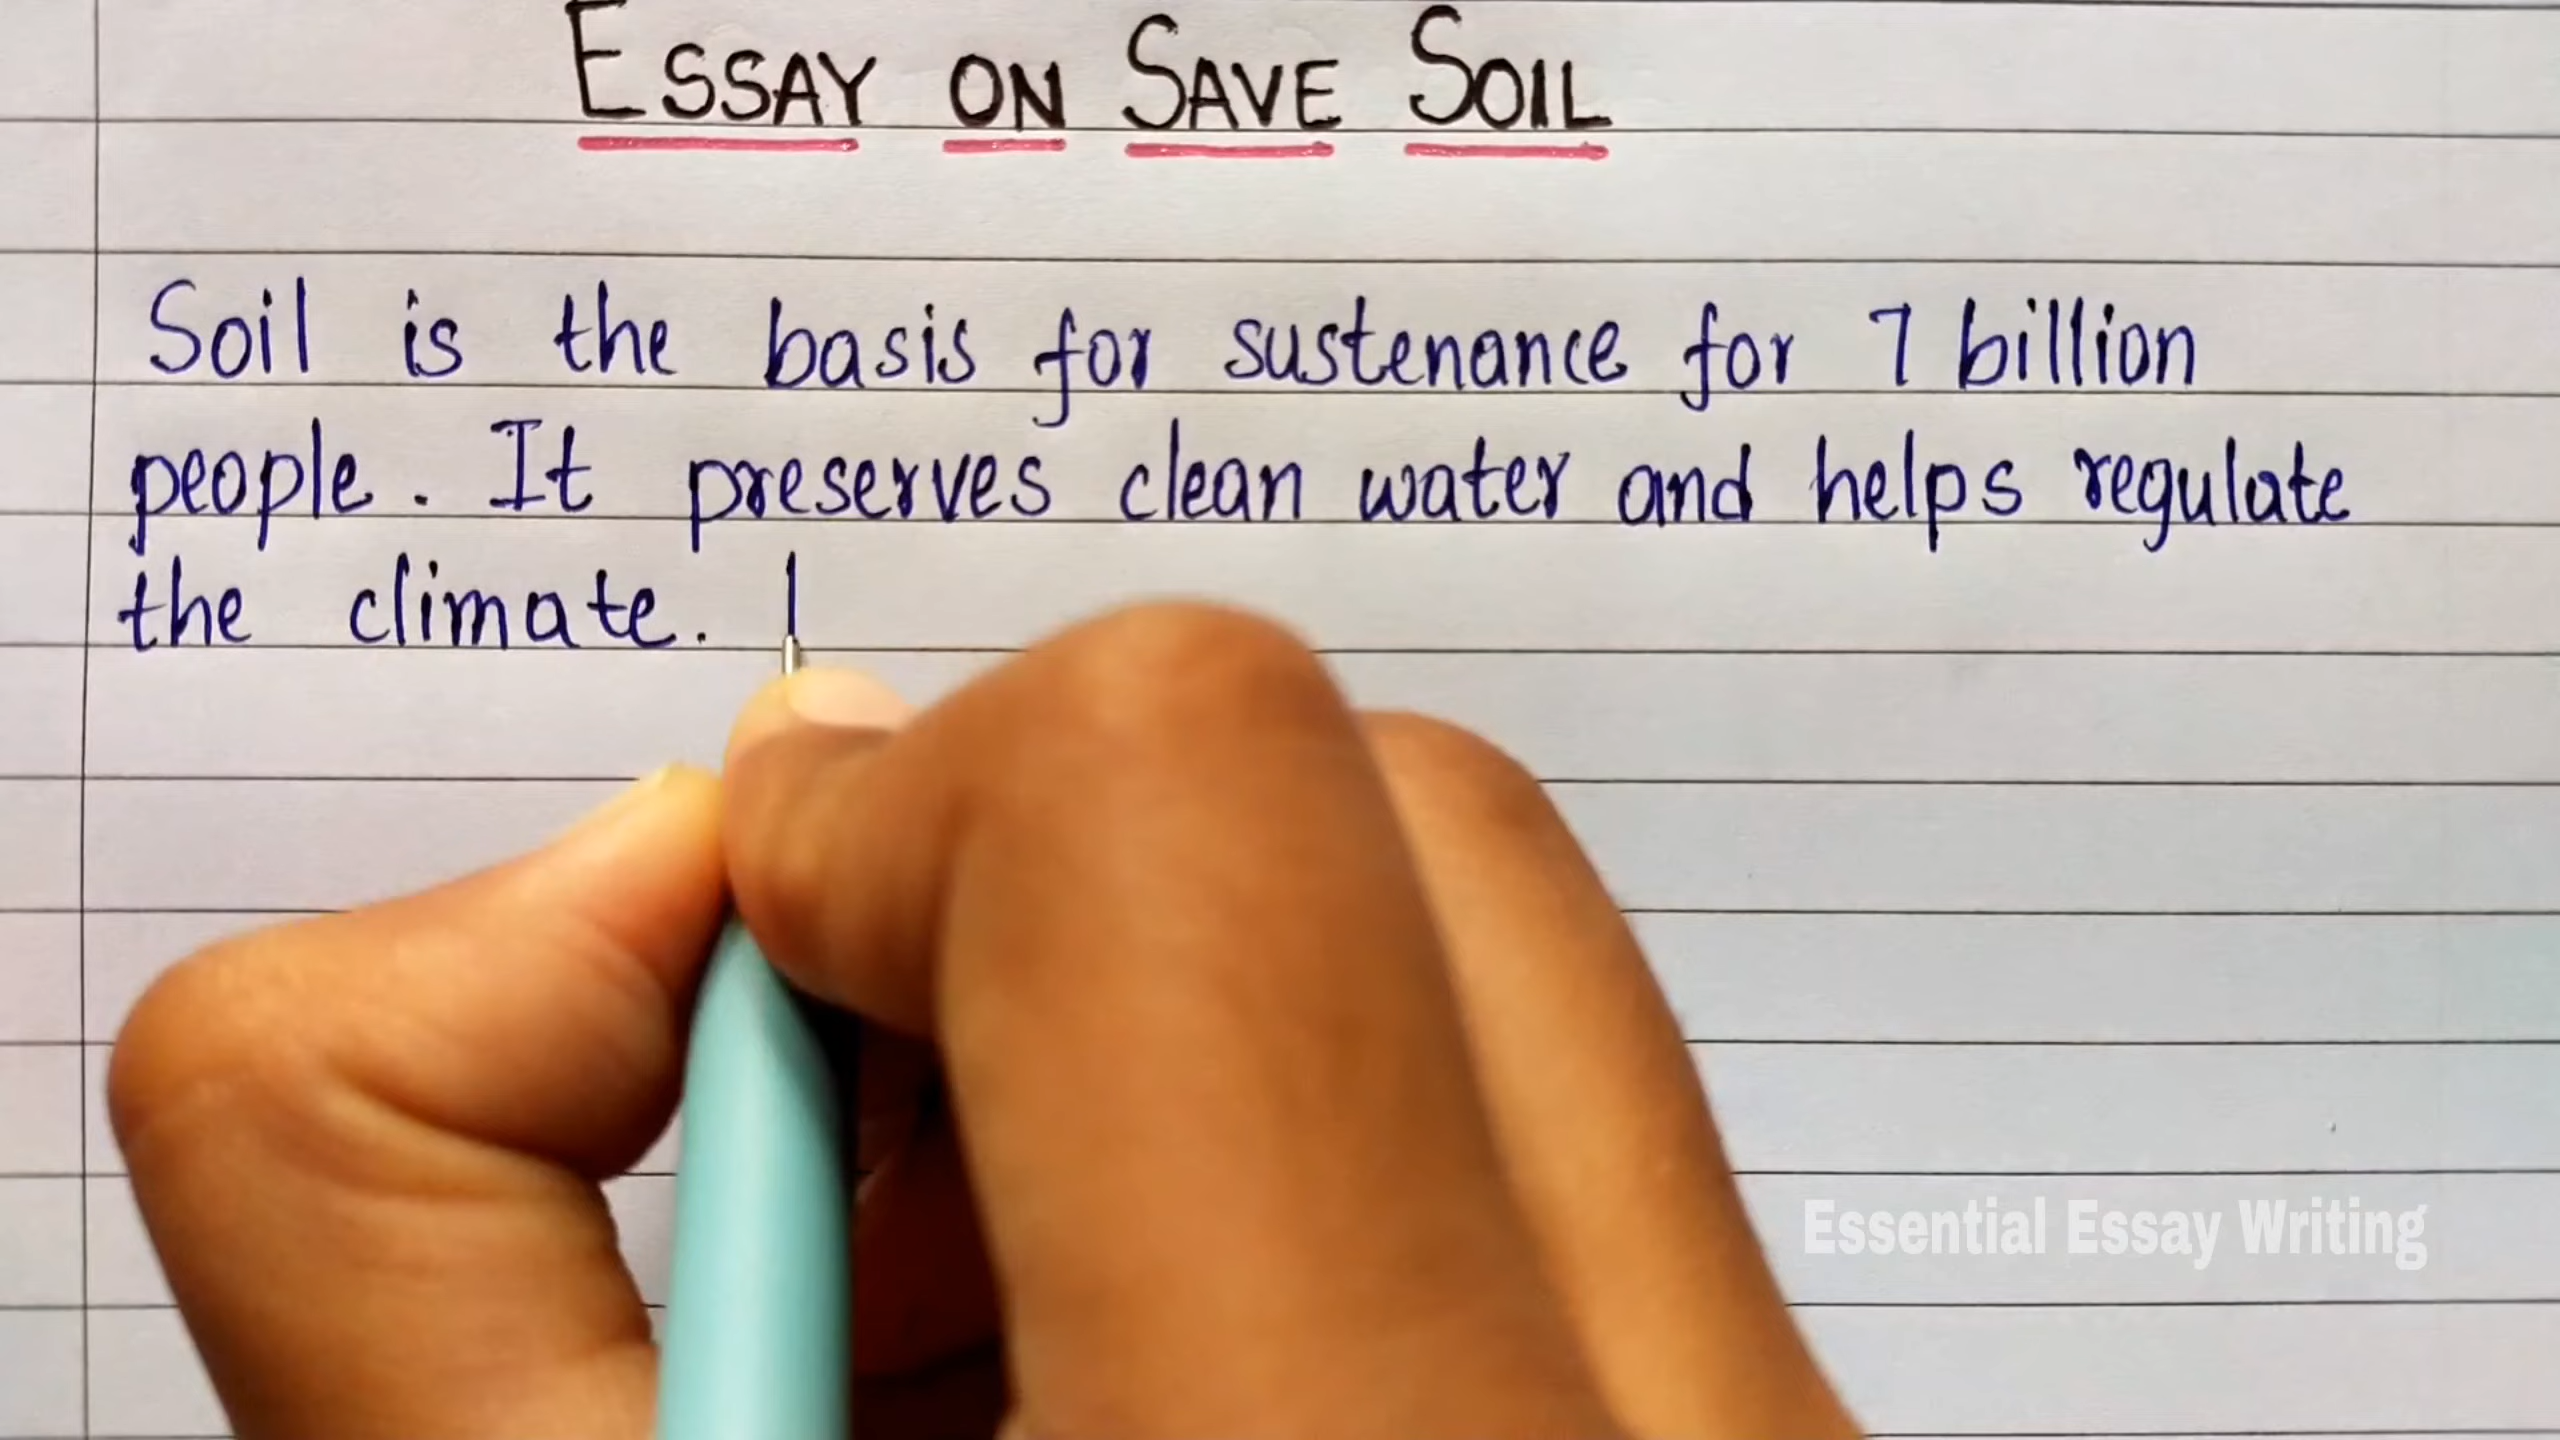 ESSAY ON SAVE SOIL
Soil is the basis for sustenance for 7 billion
people. It preserves clean water and helps regulate
the climate.
Essential Essay Writing